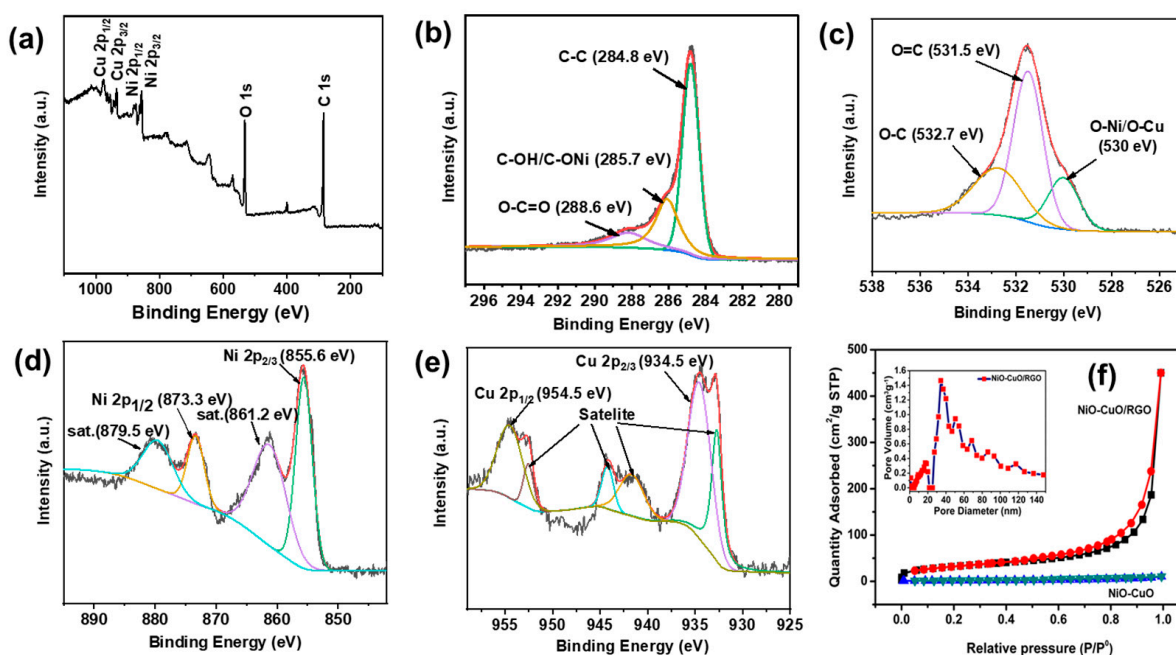 (a)
Cu 2p1/2
Cu 2p3/2
Ni 2p1/2
Ni 2p3/2
O 1s
C 1s
Intensity (a.u.)
1000 800 600 400 200
Binding Energy (eV)
(b)
C-C (284.8 eV)
C-OH/C-ONi (285.7 eV)
O-C=O (288.6 eV)
Intensity (a.u.)
296 294 292 290 288 286 284 282 280
Binding Energy (eV)
(c)
O=C (531.5 eV)
O-C (532.7 eV)
O-Ni/O-Cu
(530 eV)
Intensity (a.u.)
538 536 534 532 530 528 526 524
Binding Energy (eV)
(d)
Ni 2p2/3 (855.6 eV)
Ni 2p1/2 (873.3 eV)
sat.(861.2 eV)
sat.(879.5 eV)
Intensity (a.u.)
890 880 870 860 850
Binding Energy (eV)
(e)
Cu 2p2/3 (934.5 eV)
Cu 2p1/2 (954.5 eV)
Satelite
Intensity (a.u.)
955 950 945 940 935 930 925
Binding Energy (eV)
(f)
Quantity Adsorbed (cm²/g STP)
500
450
400
350
300
250
200
150
100
50
0
NiO-CuO/RGO
NiO-CuO
0.0 0.2 0.4 0.6 0.8 1.0
Relative pressure (P/P⁰)
NiO-CuO/RGO
Pore Volume (cm³g⁻¹)
1.6
1.4
1.2
1.0
0.8
0.6
0.4
0.2
0.0
0 20 40 60 80 100 120 140
Pore Diameter (nm)